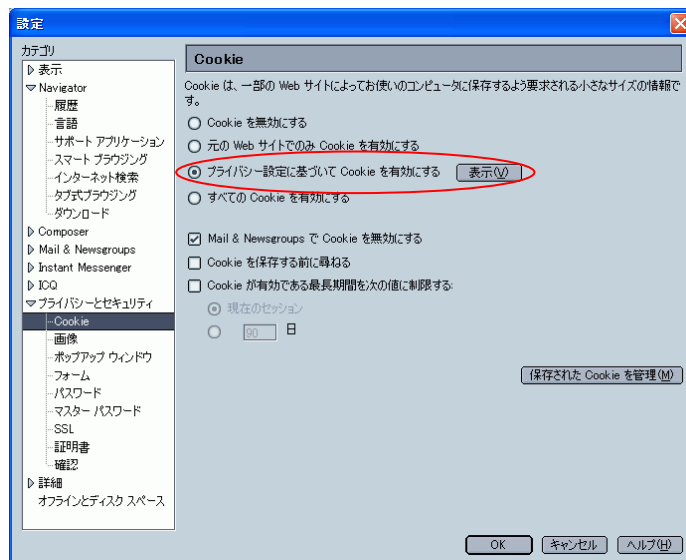 設定
カテゴリ
表示
Navigator
履歴
言語
サポート アプリケーション
スマート ブラウジング
インターネット検索
タブ式ブラウジング
ダウンロード
Composer
Mail & Newsgroups
Instant Messenger
ICQ
プライバシーとセキュリティ
Cookie
画像
ポップアップ ウィンドウ
フォーム
パスワード
マスター パスワード
SSL
証明書
確認
詳細
オフラインとディスク スペース
Cookie
Cookie は、一部の Web サイトによってお使いのコンピュータに保存するよう要求される小さなサイズの情報で
す。
Cookie を無効にする
元の Web サイトでのみ Cookie を有効にする
プライバシー設定に基づいて Cookie を有効にする 表示(V)
すべての Cookie を有効にする
Mail & Newsgroups で Cookie を無効にする
Cookie を保存する前に尋ねる
Cookie が有効である最長期間を次の値に制限する:
現在のセッション
90 日
保存された Cookie を管理(M)
OK キャンセル ヘルプ(H)